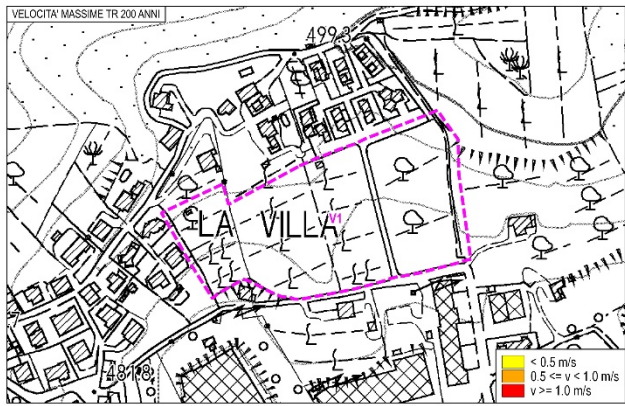 VELOCITA' MASSIME TR 200 ANNI
499.3
LA VILLA
V1
481.8
< 0.5 m/s
0.5 <= v < 1.0 m/s
v >= 1.0 m/s